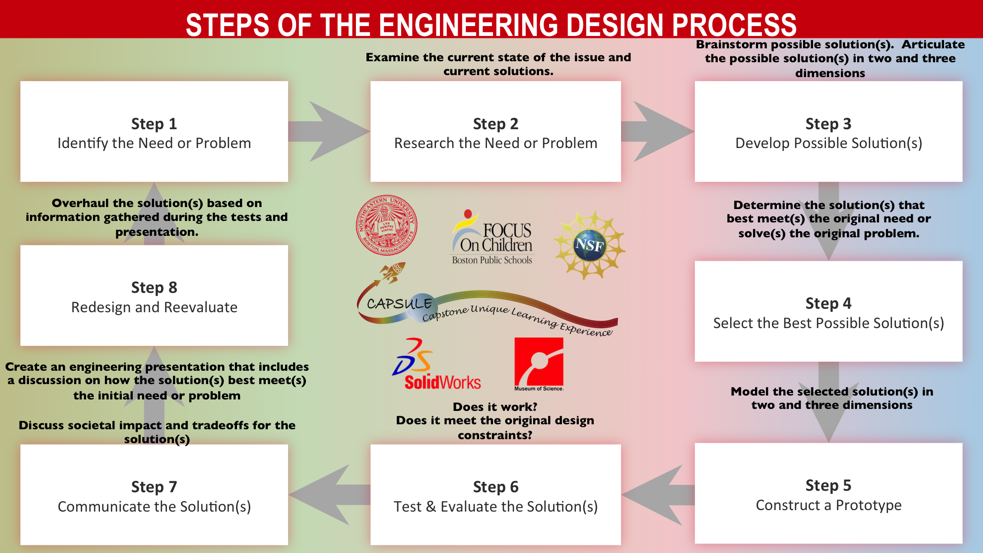 STEPS OF THE ENGINEERING DESIGN PROCESS
Step 1
Identify the Need or Problem
Examine the current state of the issue and
current solutions.
Step 2
Research the Need or Problem
Brainstorm possible solution(s).  Articulate
the possible solution(s) in two and three
dimensions
Step 3
Develop Possible Solution(s)
Determine the solution(s) that
best meet(s) the original need or
solve(s) the original problem.
Step 4
Select the Best Possible Solution(s)
Model the selected solution(s) in
two and three dimensions
Step 5
Construct a Prototype
Does it work?
Does it meet the original design
constraints?
Step 6
Test & Evaluate the Solution(s)
Create an engineering presentation that includes
a discussion on how the solution(s) best meet(s)
the initial need or problem
Discuss societal impact and tradeoffs for the
solution(s)
Step 7
Communicate the Solution(s)
Overhaul the solution(s) based on
information gathered during the tests and
presentation.
Step 8
Redesign and Reevaluate
NORTHEASTERN UNIVERSITY
BOSTON MASSACHUSETTS
FOCUS
On Children
Boston Public Schools
NSF
CAPSULE
Capstone Unique Learning Experience
DS
SolidWorks
Museum of Science.